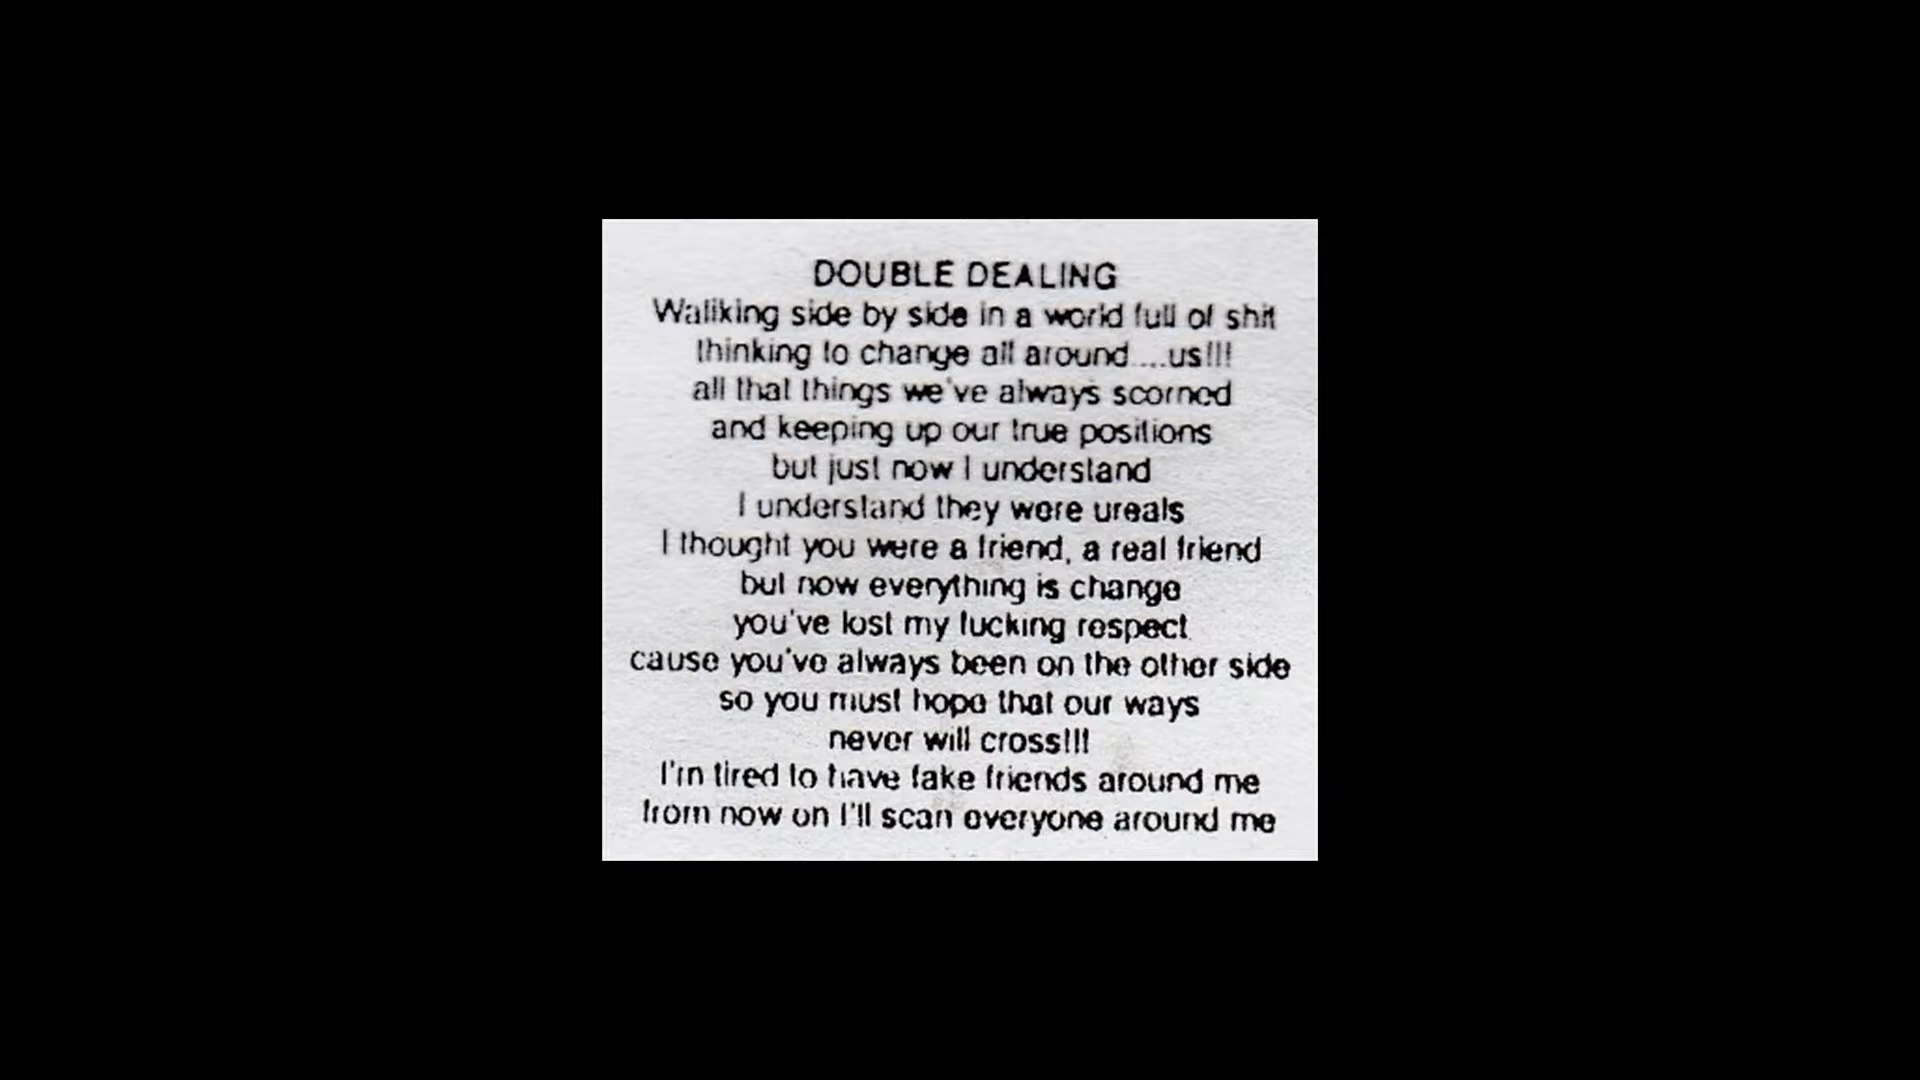 DOUBLE DEALING
Wallking side by side in a world full of shit
thinking to change all around....us!!!
all that things we've always scorned
and keeping up our true positions
but just now I understand
I understand they were ureals
I thought you were a friend, a real friend
but now everything is change
you've lost my fucking respect
cause you've always been on the other side
so you must hope that our ways
never will cross!!!
I'm tired to have fake friends around me
from now on I'll scan everyone around me